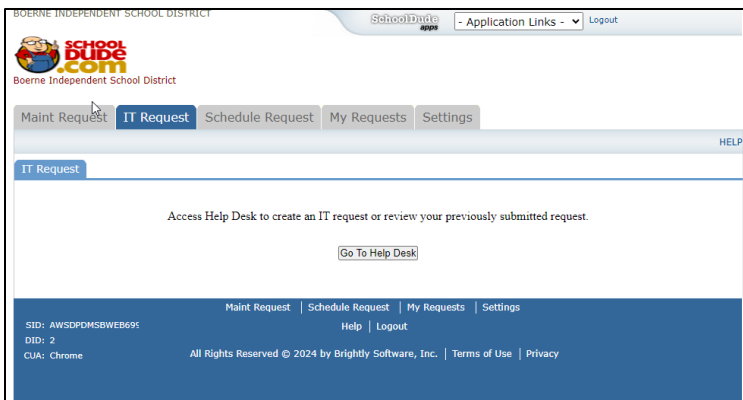 BOERNE INDEPENDENT SCHOOL DISTRICT
SchoolDude apps - Application Links - Logout
SCHOOL DUDE .com
Boerne Independent School District
Maint Request IT Request Schedule Request My Requests Settings
HELP
IT Request
Access Help Desk to create an IT request or review your previously submitted request.
Go To Help Desk
Maint Request | Schedule Request | My Requests | Settings
SID: AWSDPDMSBWEB699
Help | Logout
DID: 2
CUA: Chrome
All Rights Reserved © 2024 by Brightly Software, Inc. | Terms of Use | Privacy